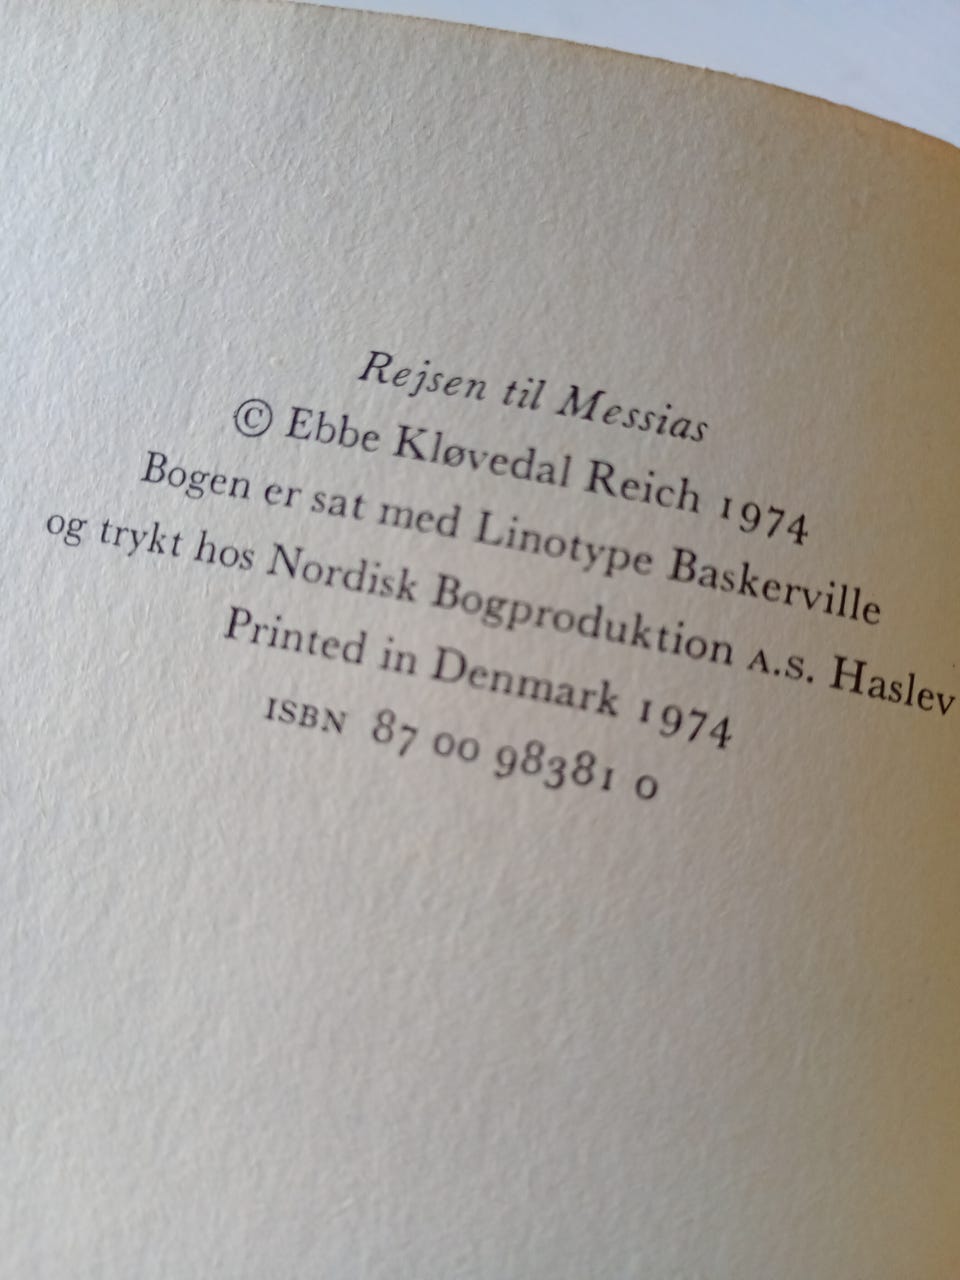 Rejsen til Messias
© Ebbe Kløvedal Reich 1974
Bogen er sat med Linotype Baskerville
og trykt hos Nordisk Bogproduktion A.S. Haslev
Printed in Denmark 1974
ISBN 87 00 98381 0